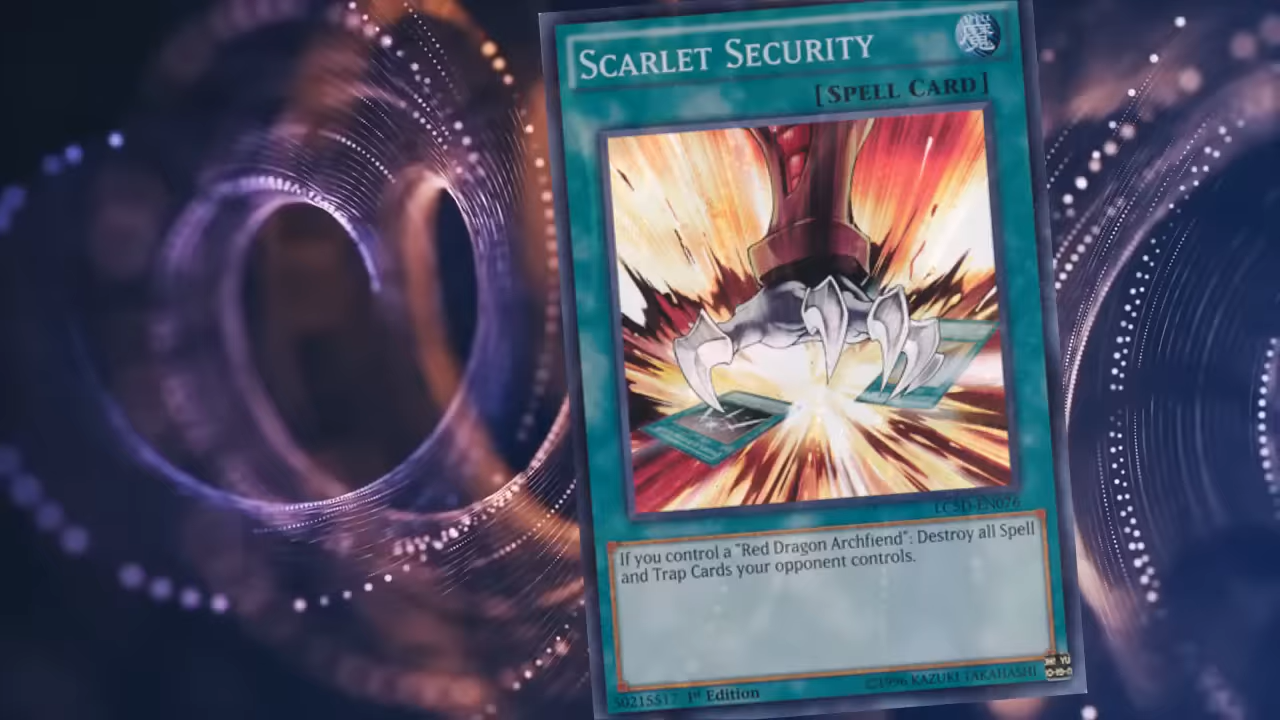 SCARLET SECURITY
魔
[SPELL CARD]
LC5D-EN076
If you control a "Red Dragon Archfiend": Destroy all Spell
and Trap Cards your opponent controls.
50215517 1st Edition
©1996 KAZUKI TAKAHASHI